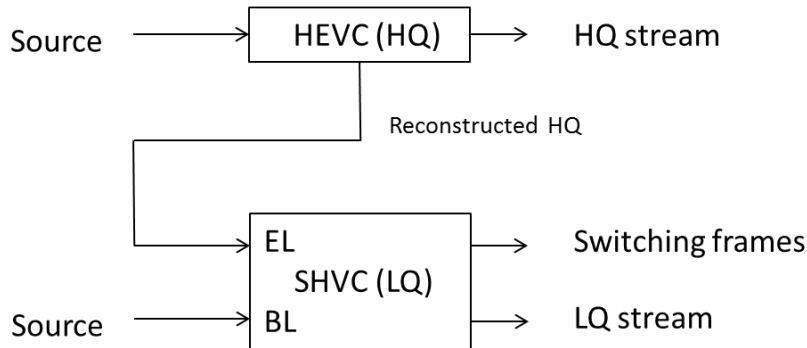 Source
HEVC (HQ)
HQ stream
Reconstructed HQ
EL
Switching frames
SHVC (LQ)
Source
BL
LQ stream